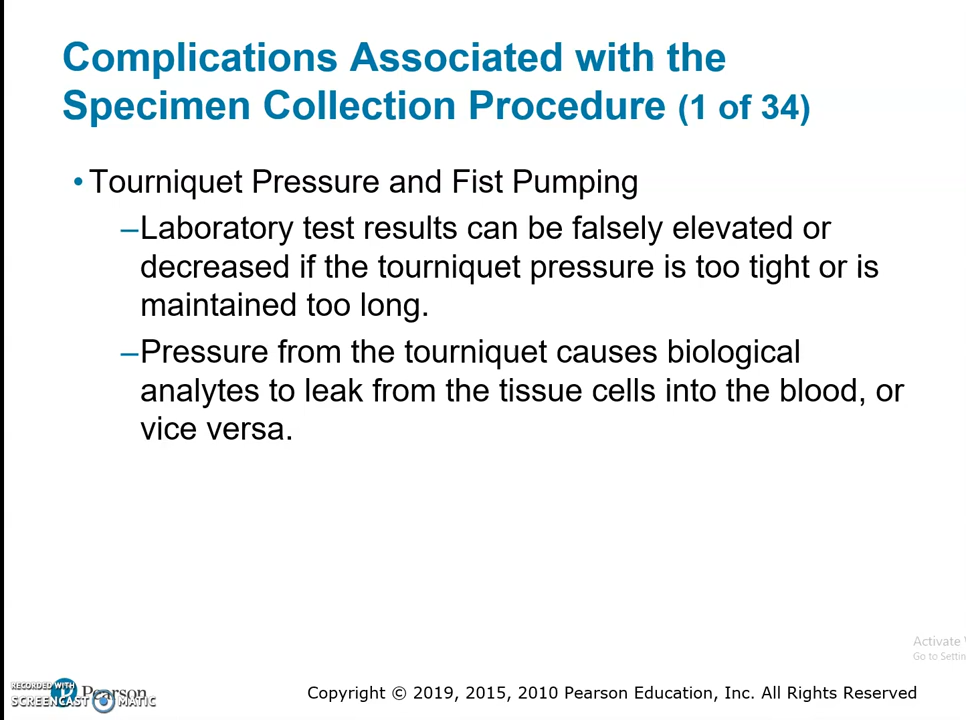 Complications Associated with the
Specimen Collection Procedure (1 of 34)
• Tourniquet Pressure and Fist Pumping
–Laboratory test results can be falsely elevated or
decreased if the tourniquet pressure is too tight or is
maintained too long.
–Pressure from the tourniquet causes biological
analytes to leak from the tissue cells into the blood, or
vice versa.
Activate
Go to Settin
RECORDED WITH
Pearson
SCREENCAST MATIC
Copyright © 2019, 2015, 2010 Pearson Education, Inc. All Rights Reserved